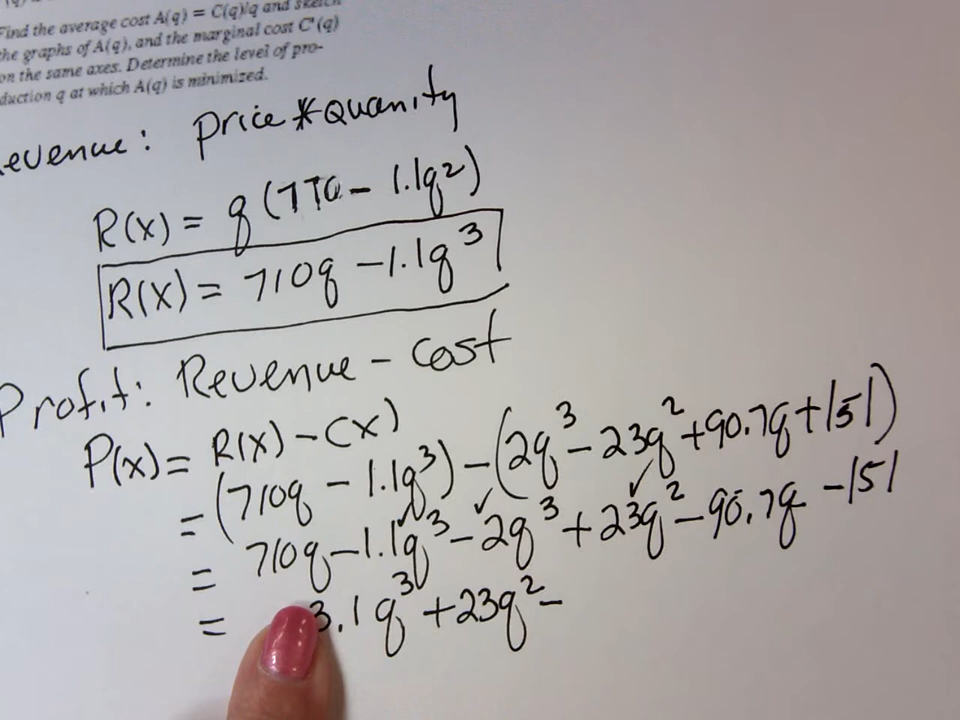 Find the average cost A(q) = C(q)/q and sketch
the graphs of A(q), and the marginal cost C'(q)
on the same axes. Determine the level of pro-
duction q at which A(q) is minimized.
evenue: Price*quanity
R(x) = q(710 - 1.1q²)
R(x) = 710q - 1.1q³
Profit: Revenue - Cost
P(x) = R(x) - C(x)
= (710q - 1.1q³) - (2q³ - 23q² + 90.7q + 151)
= 710q - 1.1q³ - 2q³ + 23q² - 90.7q - 151
= 3.1q³ + 23q² -